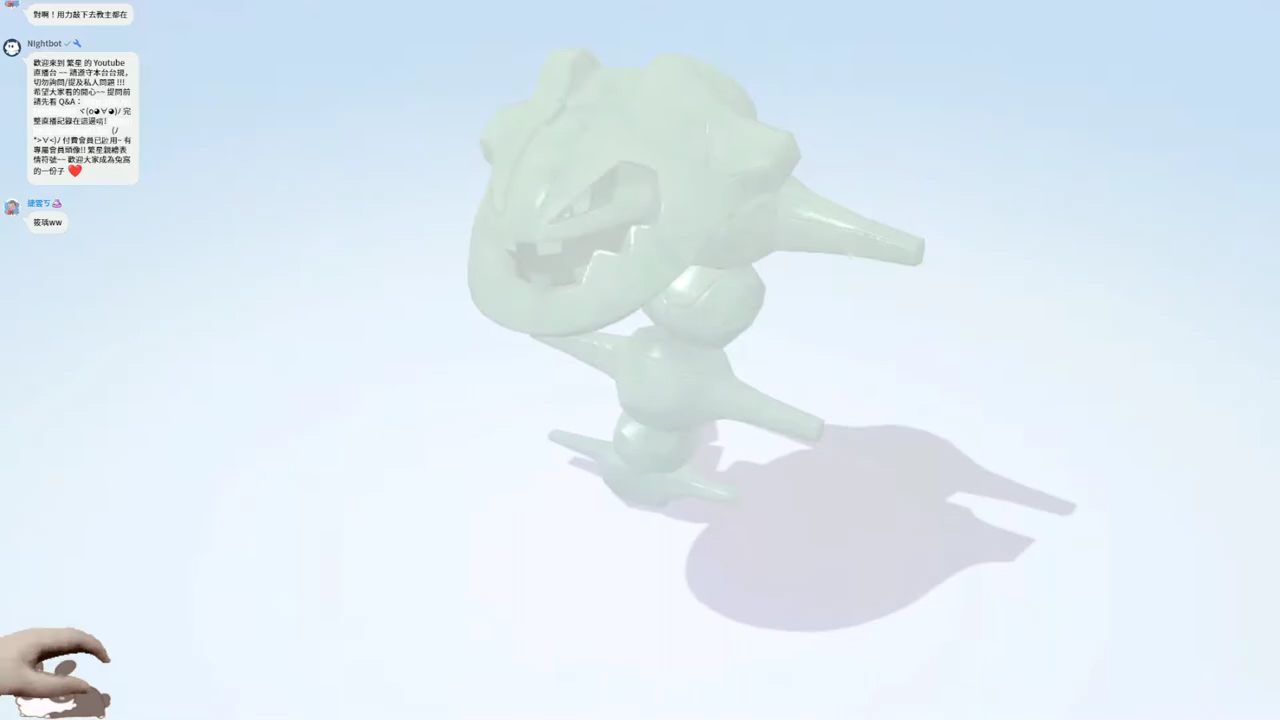 對啊！用力敲下去教主都在
Nightbot
歡迎來到 繁星 的 Youtube
直播台 ~~ 請遵守本台台規，
切勿詢問/提及私人問題 !!!
希望大家看的開心~~ 提問前
請先看 Q&A：
ヾ(o◕∀◕)ﾉ 完
整直播記錄在這邊唷!
(ﾉ
*>∀<)ﾉ 付費會員已啟用~ 有
專屬會員頭像!! 繁星親繪表
情符號~~ 歡迎大家成為兔窩
的一份子 ❤️
筱瑀ww